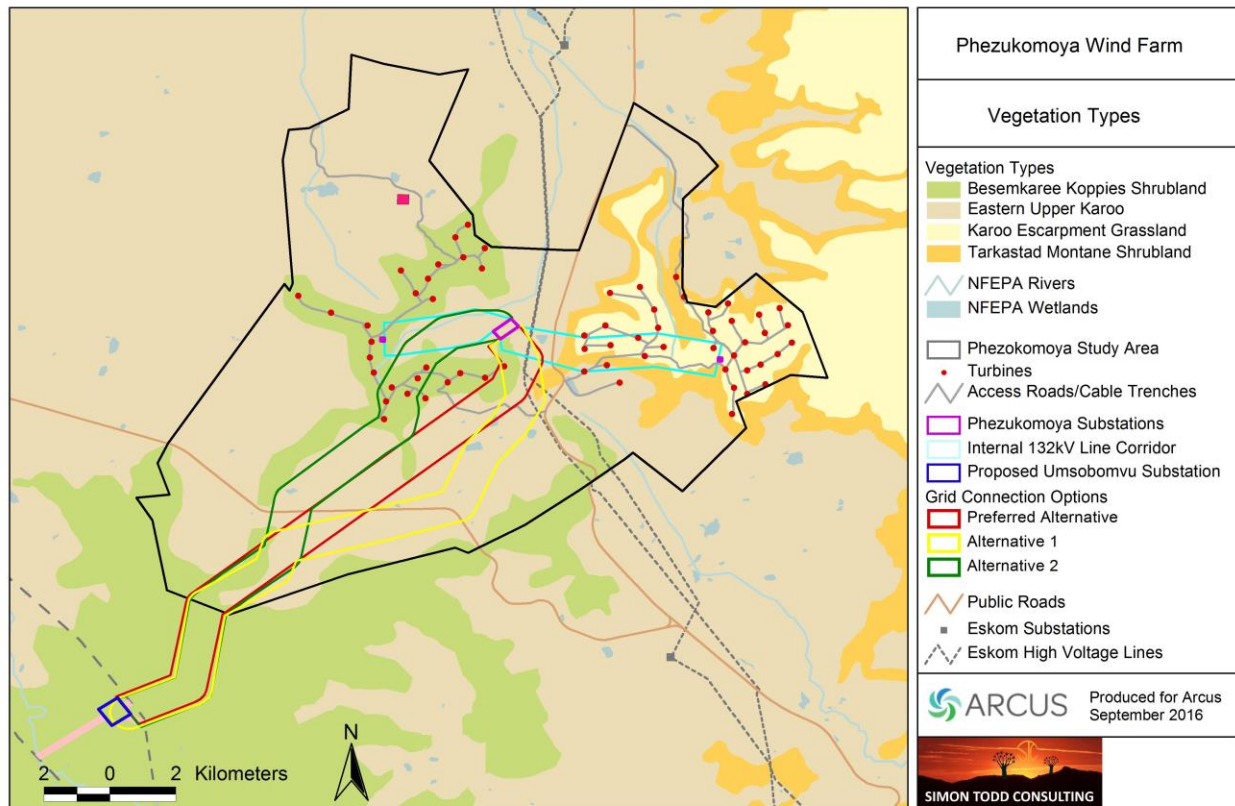 Phezukomoya Wind Farm
Vegetation Types
Vegetation Types
Besemkaree Koppies Shrubland
Eastern Upper Karoo
Karoo Escarpment Grassland
Tarkastad Montane Shrubland
NFEPA Rivers
NFEPA Wetlands
Phezokomoya Study Area
Turbines
Access Roads/Cable Trenches
Phezukomoya Substations
Internal 132kV Line Corridor
Proposed Umsobomvu Substation
Grid Connection Options
Preferred Alternative
Alternative 1
Alternative 2
Public Roads
Eskom Substations
Eskom High Voltage Lines
ARCUS
Produced for Arcus
September 2016
SIMON TODD CONSULTING
N
2 0 2 Kilometers